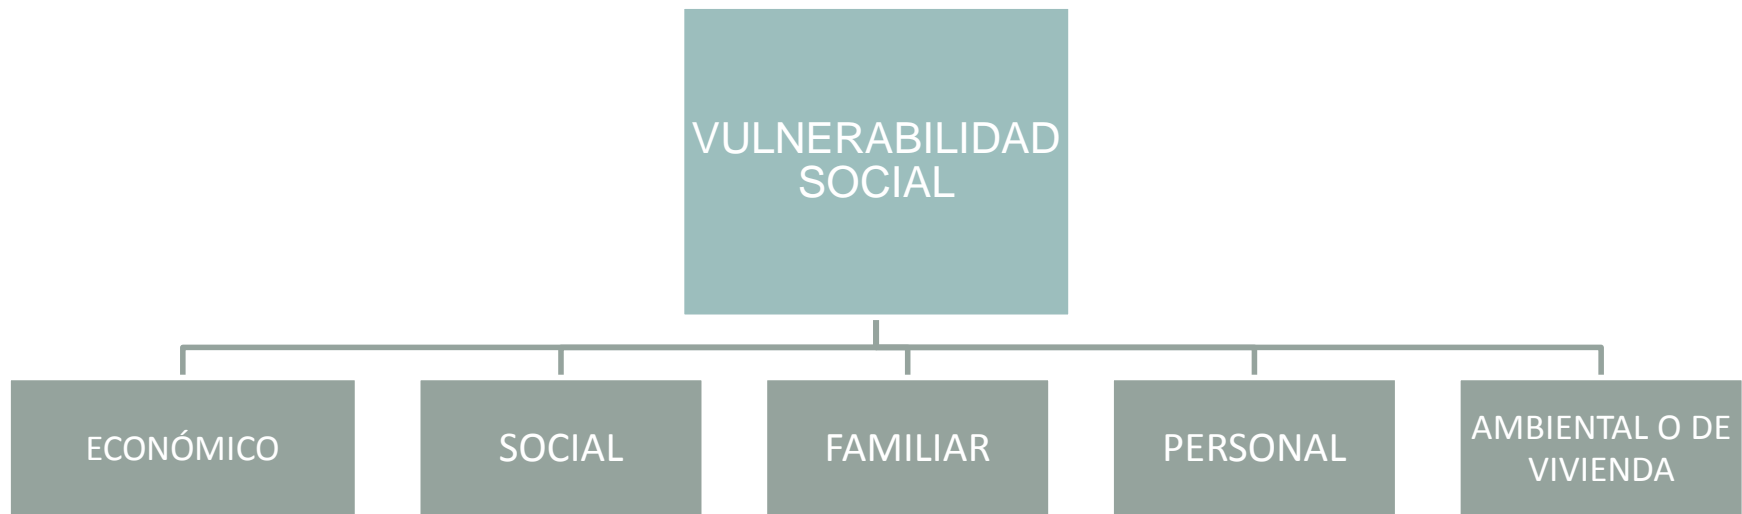 VULNERABILIDAD
SOCIAL
ECONÓMICO
SOCIAL
FAMILIAR
PERSONAL
AMBIENTAL O DE
VIVIENDA